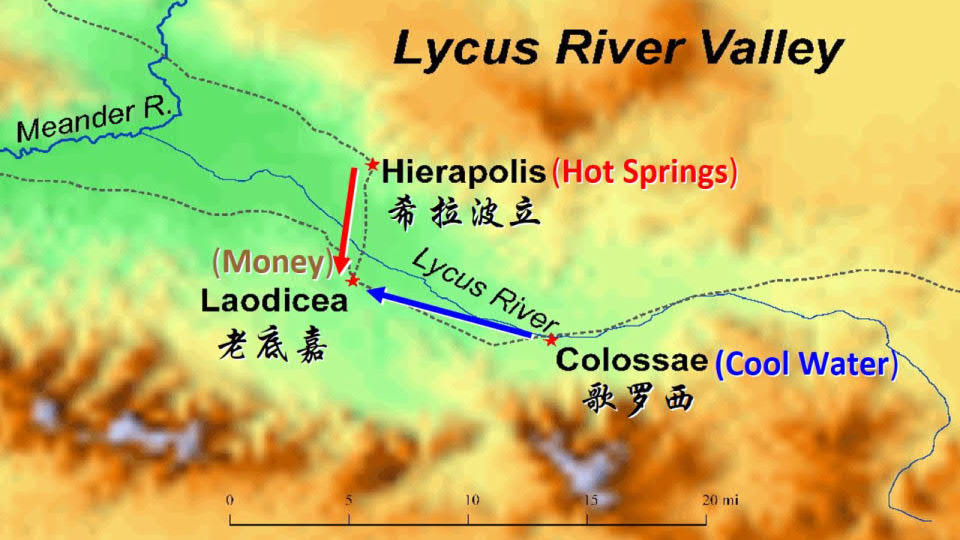 Lycus River Valley
Meander R.
Hierapolis (Hot Springs)
希拉波立
(Money)
Laodicea
老底嘉
Lycus River
Colossae (Cool Water)
歌罗西
0 5 10 15 20 mi